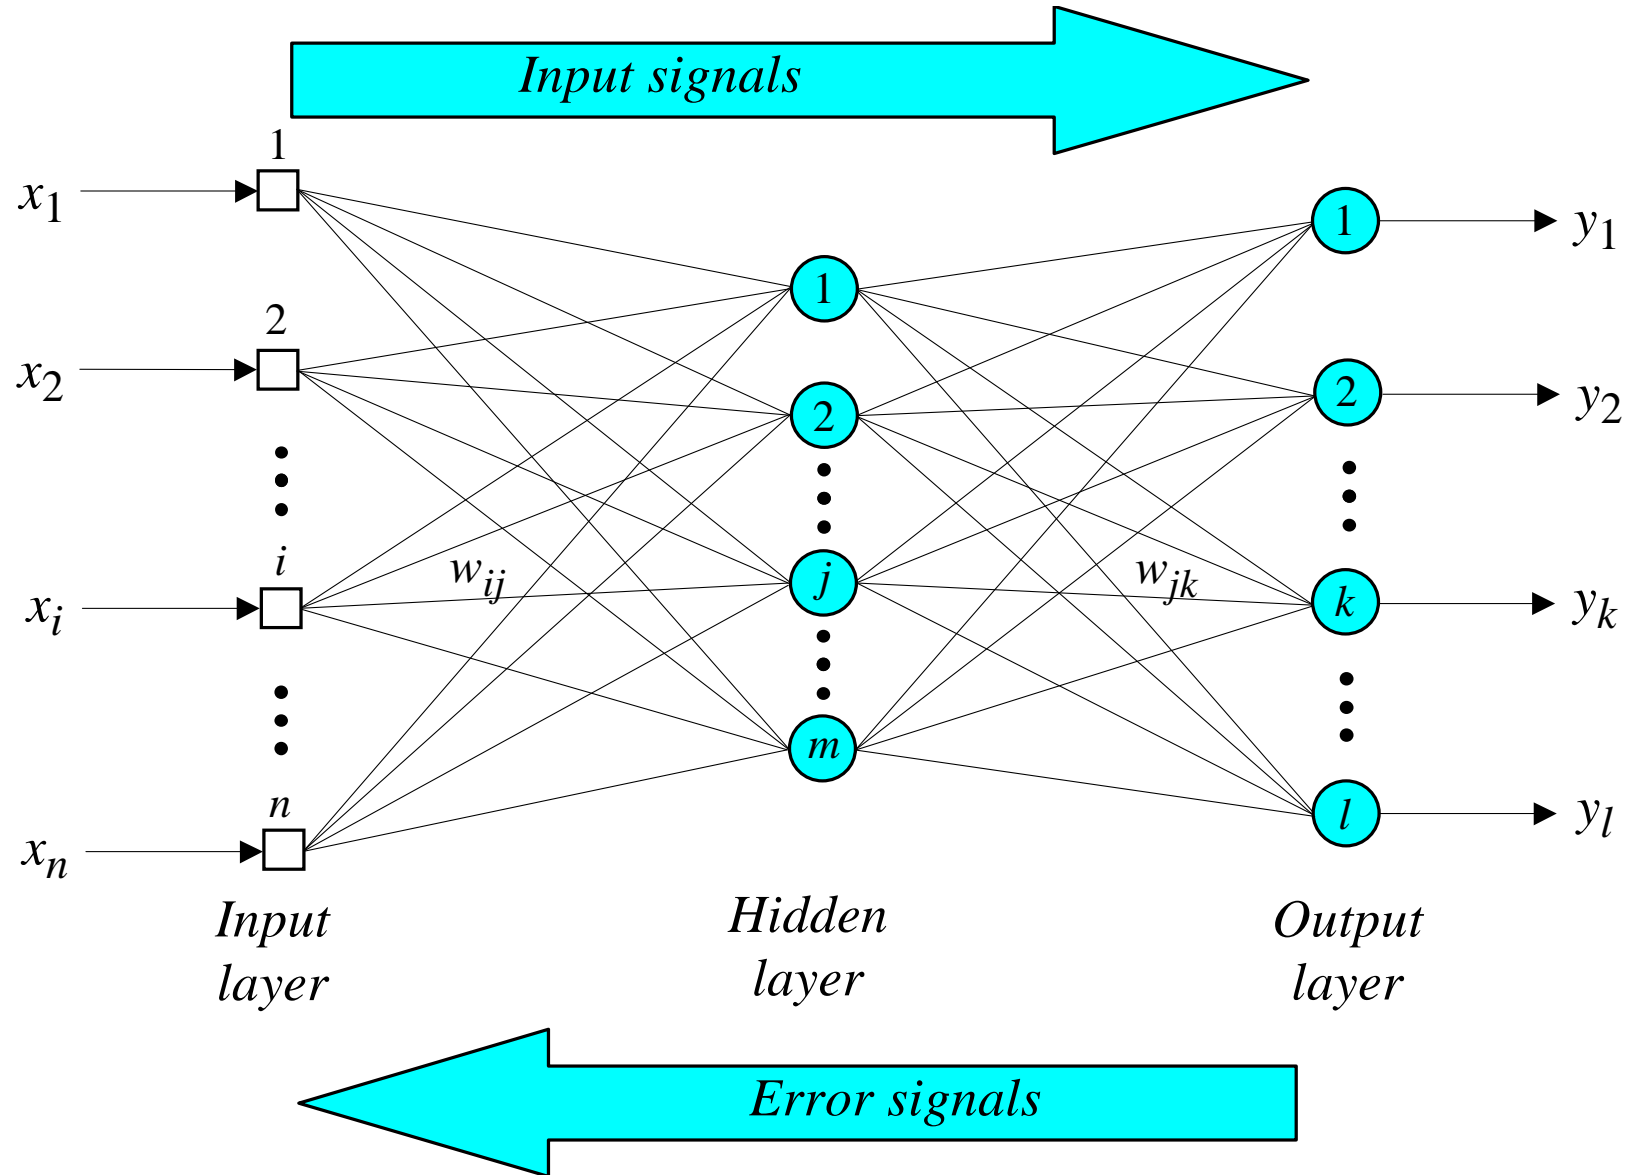 Input signals
1
x1
1
y1
1
2
x2
2
2
y2
i
xi
wij
j
wjk
k
yk
m
n
xn
l
yl
Input layer
Hidden layer
Output layer
Error signals